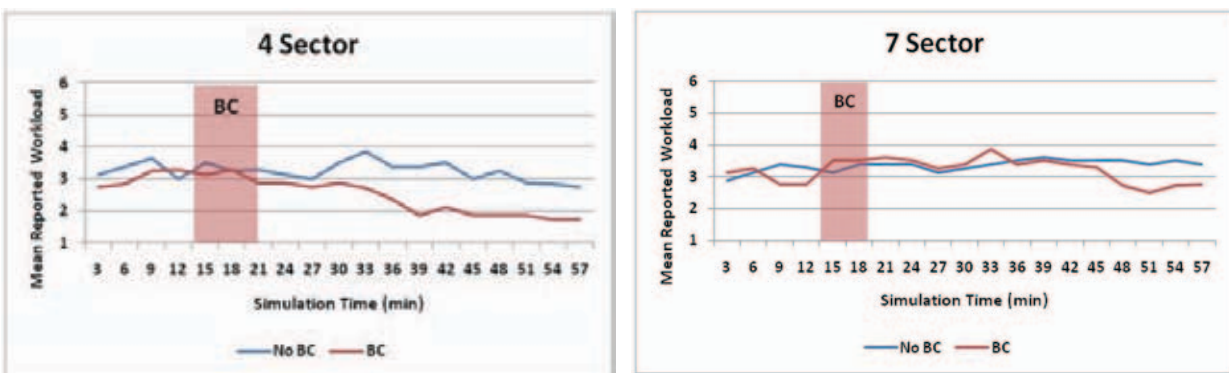 4 Sector
Mean Reported Workload
6
5
4
3
2
1
BC
3 6 9 12 15 18 21 24 27 30 33 36 39 42 45 48 51 54 57
Simulation Time (min)
No BC BC
7 Sector
Mean Reported Workload
6
5
4
3
2
1
BC
3 6 9 12 15 18 21 24 27 30 33 36 39 42 45 48 51 54 57
Simulation Time (min)
No BC BC